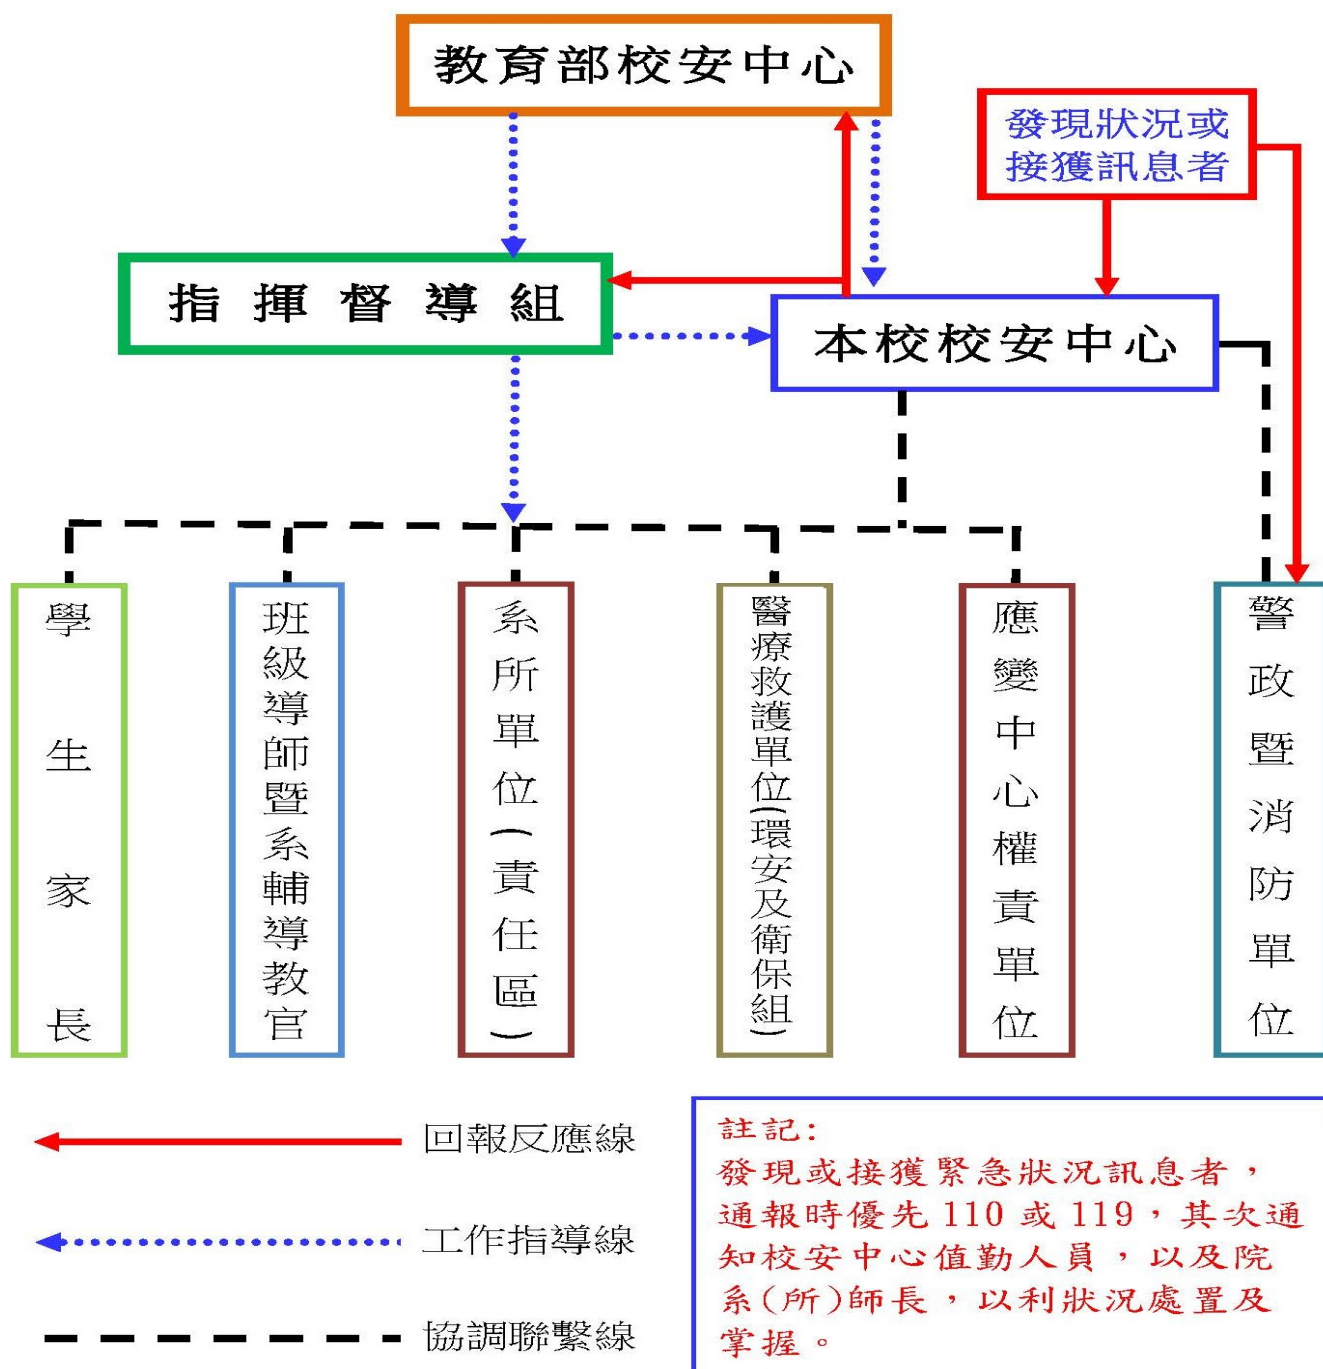 教育部校安中心
發現狀況或
接獲訊息者
指揮督導組
本校校安中心
學生家長
班級導師暨系輔導教官
系所單位(責任區)
醫療救護單位(環安及衛保組)
應變中心權責單位
警政暨消防單位
回報反應線
工作指導線
協調聯繫線
註記:
發現或接獲緊急狀況訊息者，
通報時優先 110 或 119，其次通
知校安中心值勤人員，以及院
系(所)師長，以利狀況處置及
掌握。